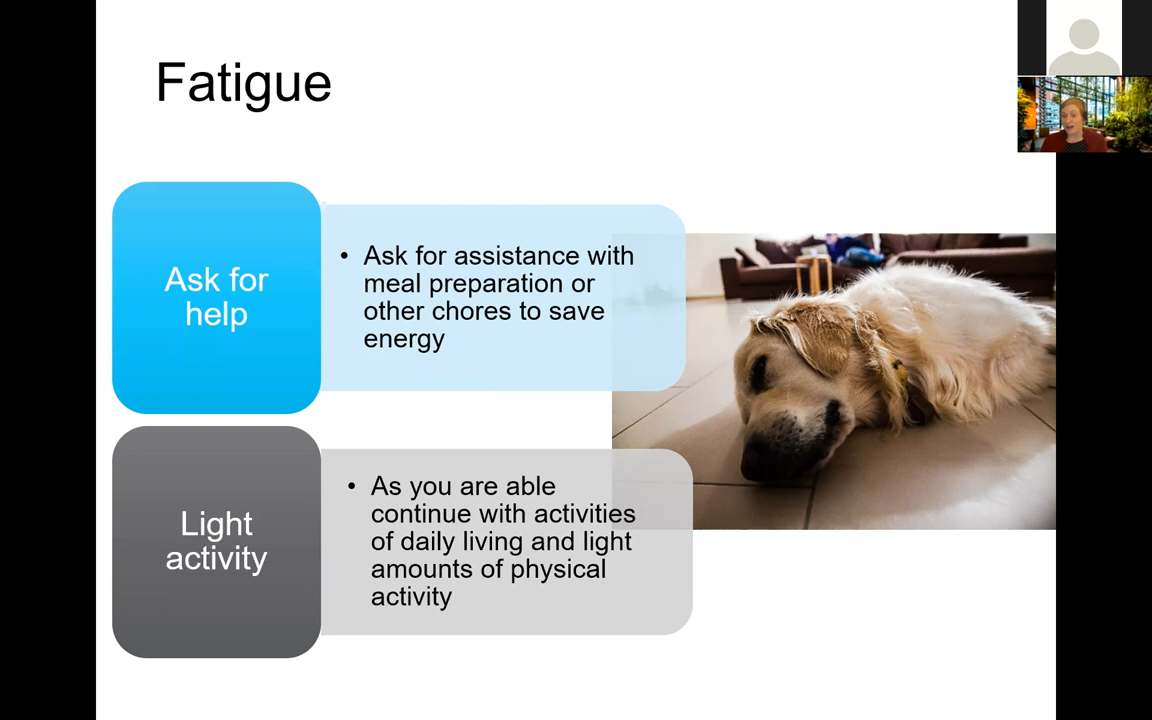 Fatigue
Ask for
help
• Ask for assistance with
meal preparation or
other chores to save
energy
Light
activity
• As you are able
continue with activities
of daily living and light
amounts of physical
activity